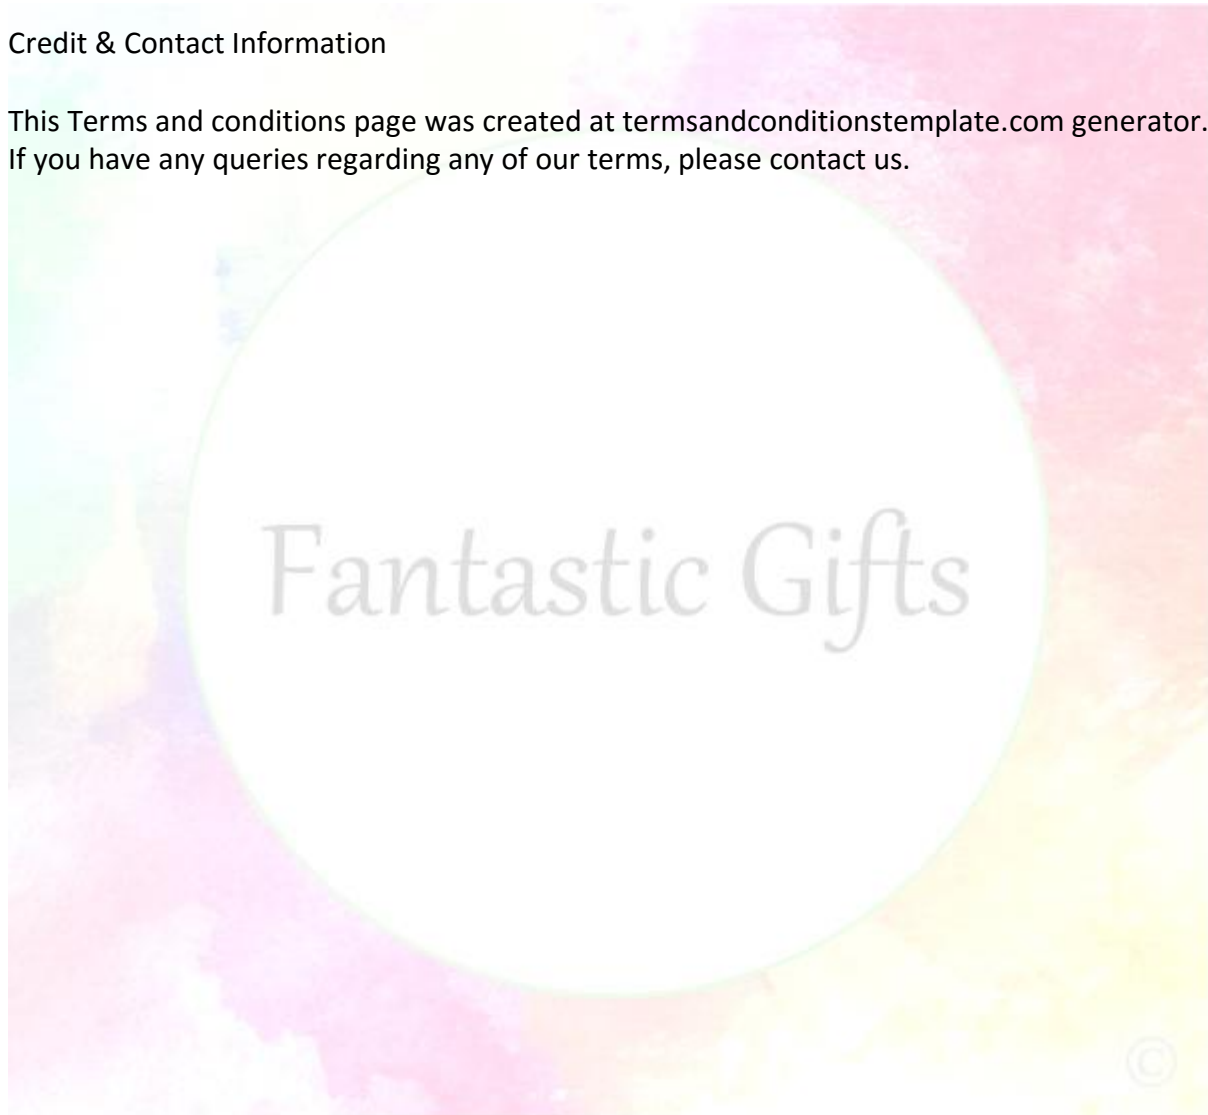 Credit & Contact Information
This Terms and conditions page was created at termsandconditionstemplate.com generator.
If you have any queries regarding any of our terms, please contact us.
Fantastic Gifts
©